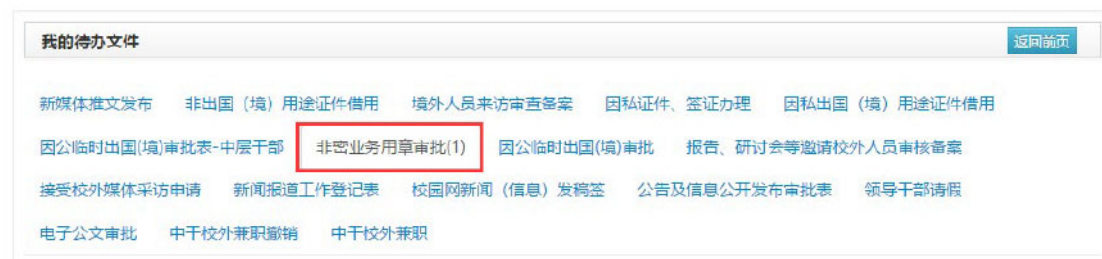 我的待办文件 返回前页
新媒体推文发布 非出国（境）用途证件借用 境外人员来访审查备案 因私证件、签证办理 因私出国（境）用途证件借用
因公临时出国(境)审批表-中层干部 非密业务用章审批(1) 因公临时出国(境)审批 报告、研讨会等邀请校外人员审核备案
接受校外媒体采访申请 新闻报道工作登记表 校园网新闻（信息）发稿签 公告及信息公开发布审批表 领导干部请假
电子公文审批 中干校外兼职撤销 中干校外兼职